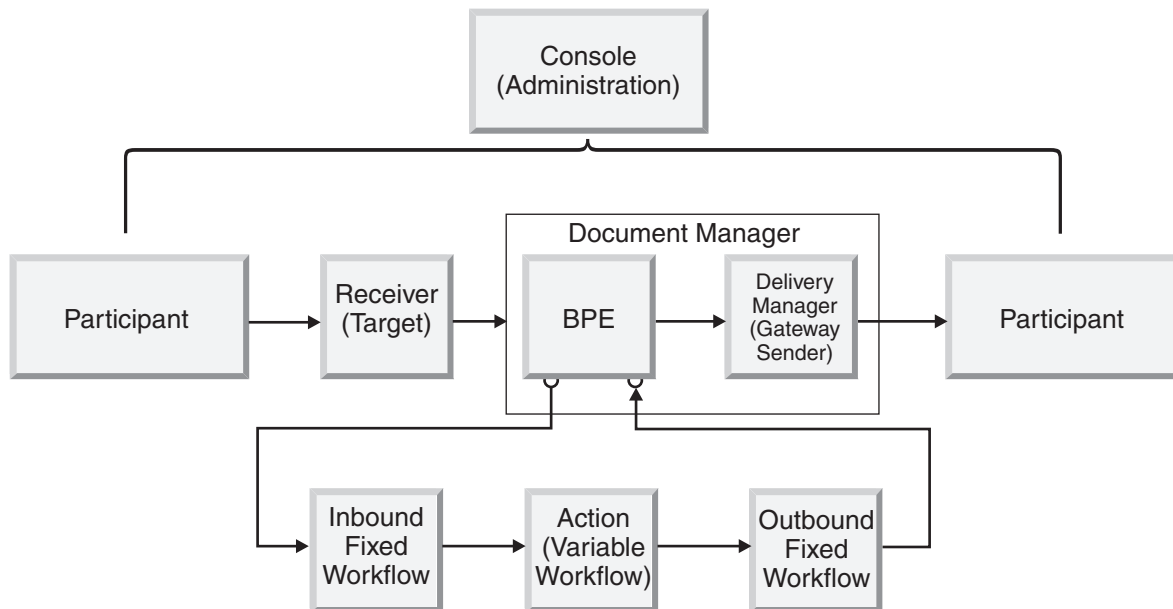 Console
(Administration)
Document Manager
Participant
Receiver
(Target)
BPE
Delivery
Manager
(Gateway
Sender)
Participant
Inbound
Fixed
Workflow
Action
(Variable
Workflow)
Outbound
Fixed
Workflow